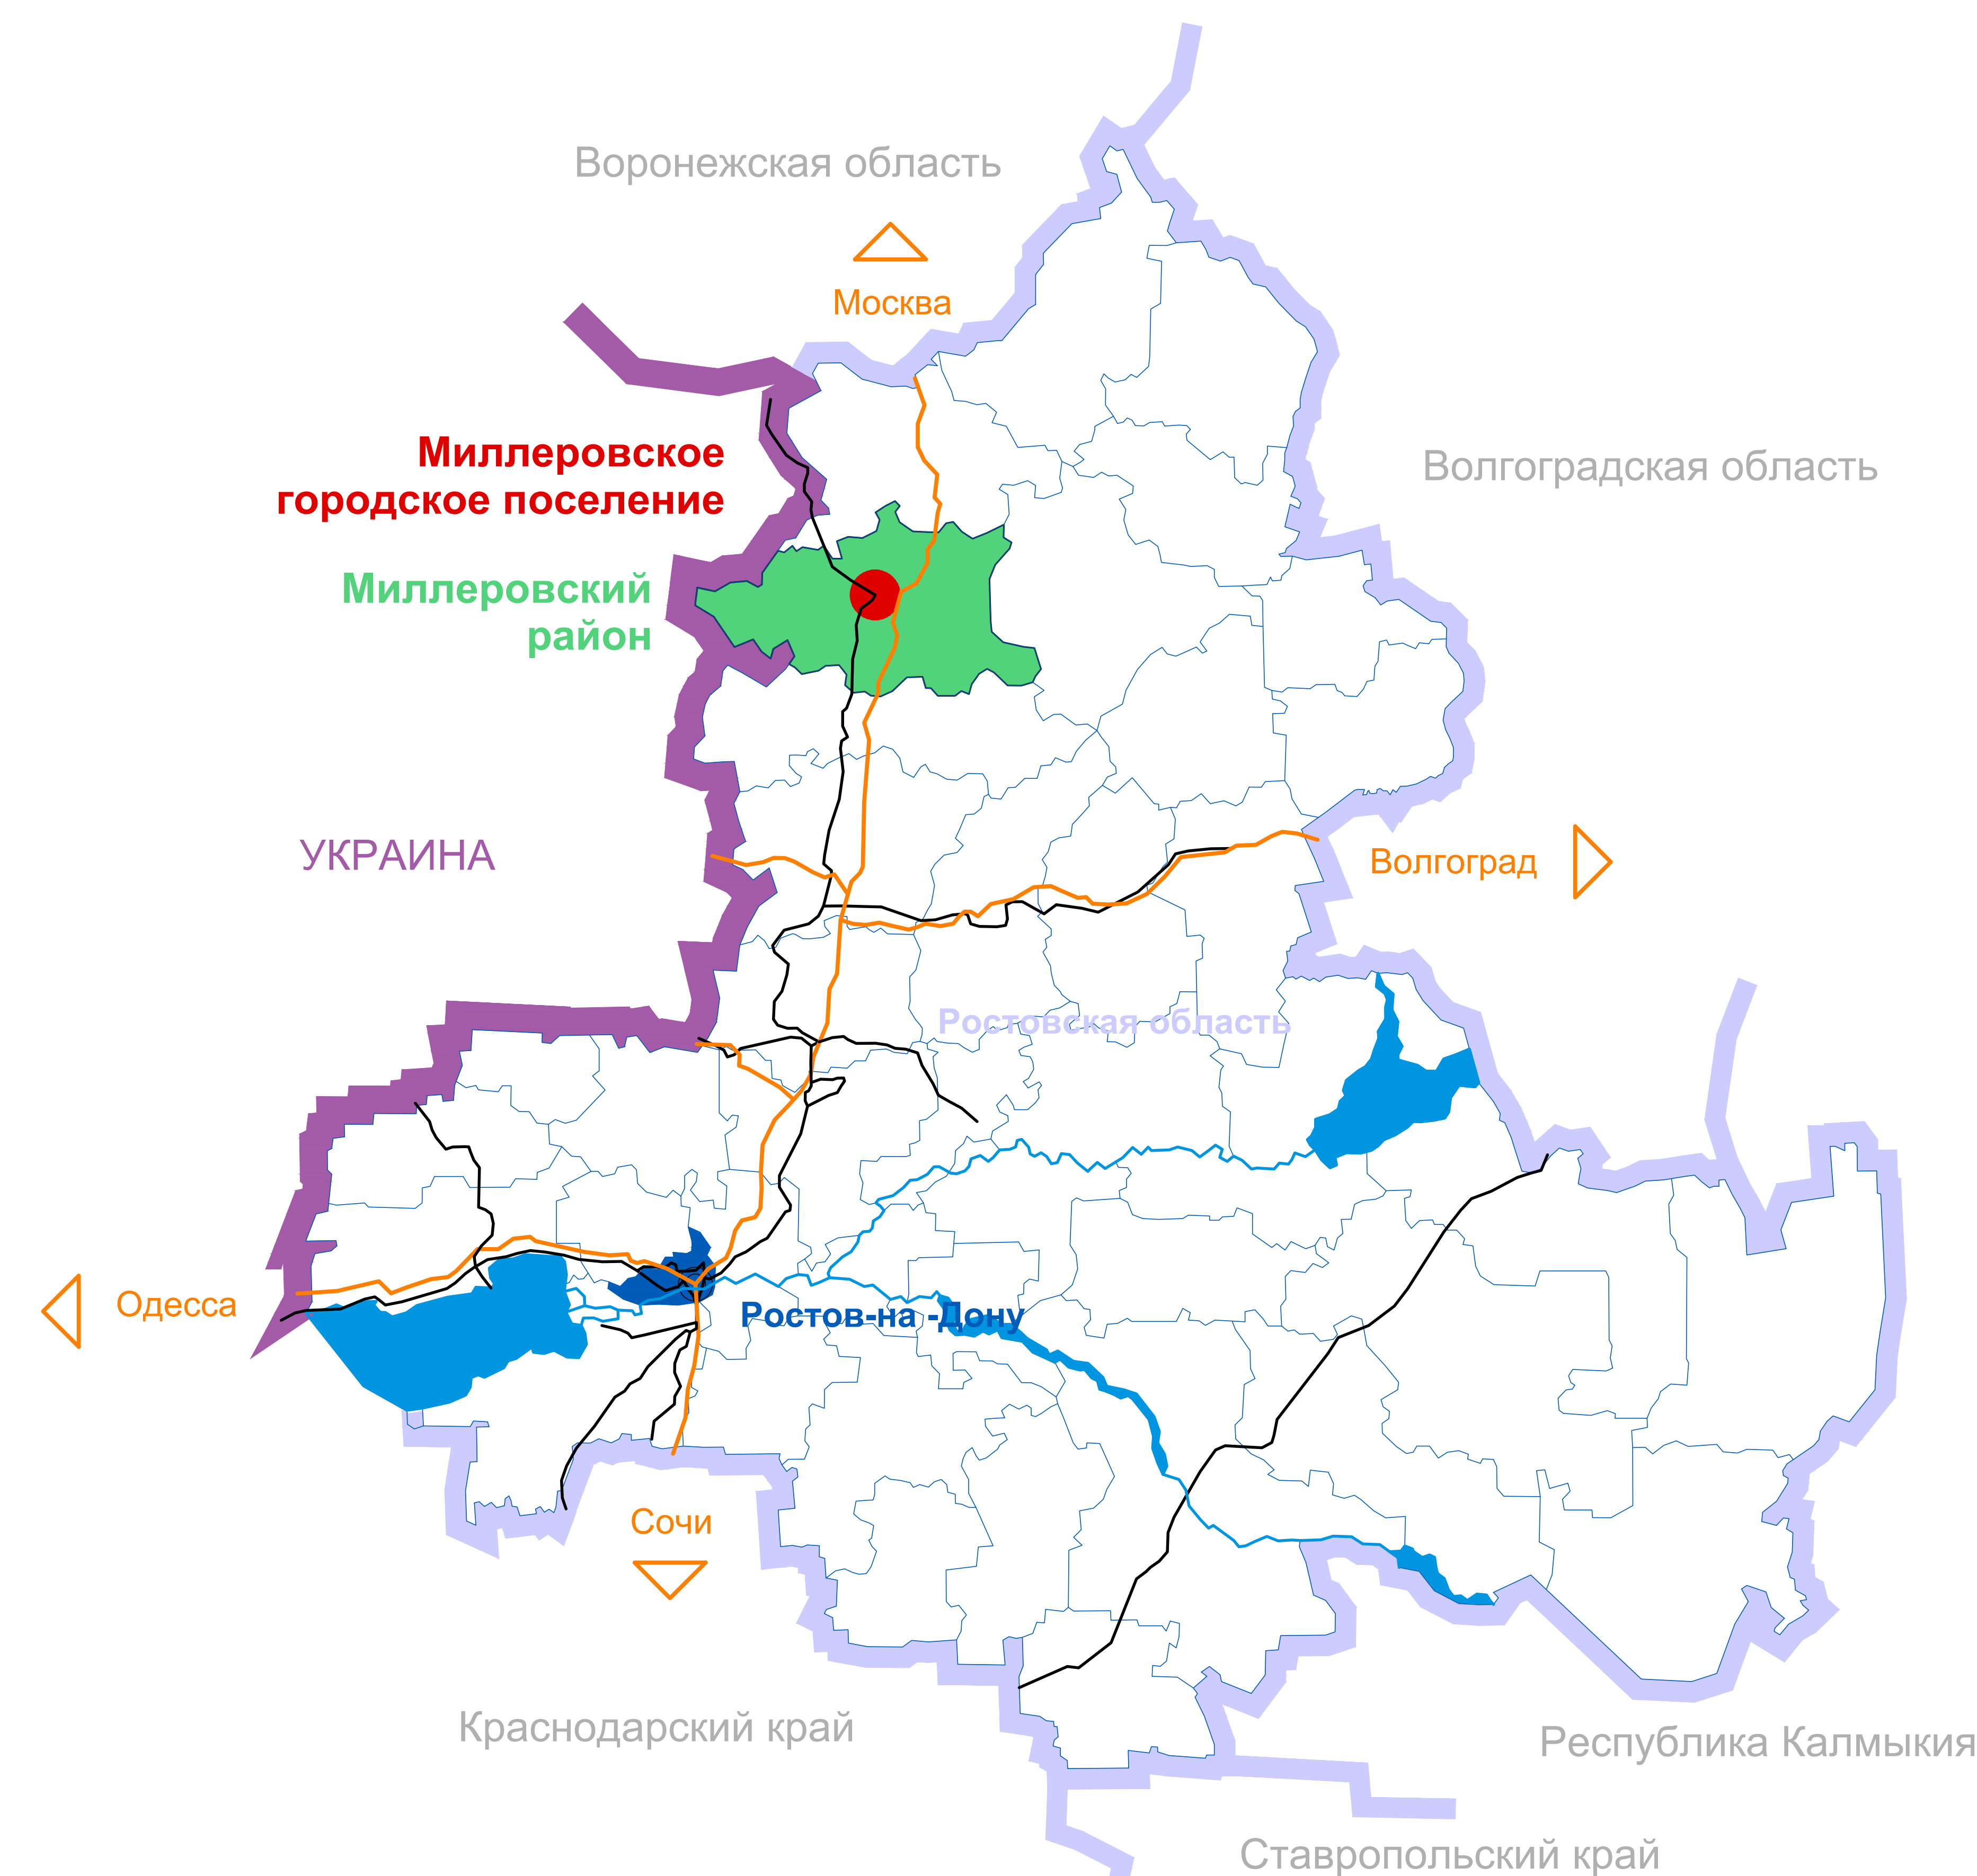 Воронежская область
Москва
Миллеровское
городское поселение
Волгоградская область
Миллеровский
район
УКРАИНА
Волгоград
Ростовская область
Одесса
Ростов-на -Дону
Сочи
Краснодарский край
Республика Калмыкия
Ставропольский край